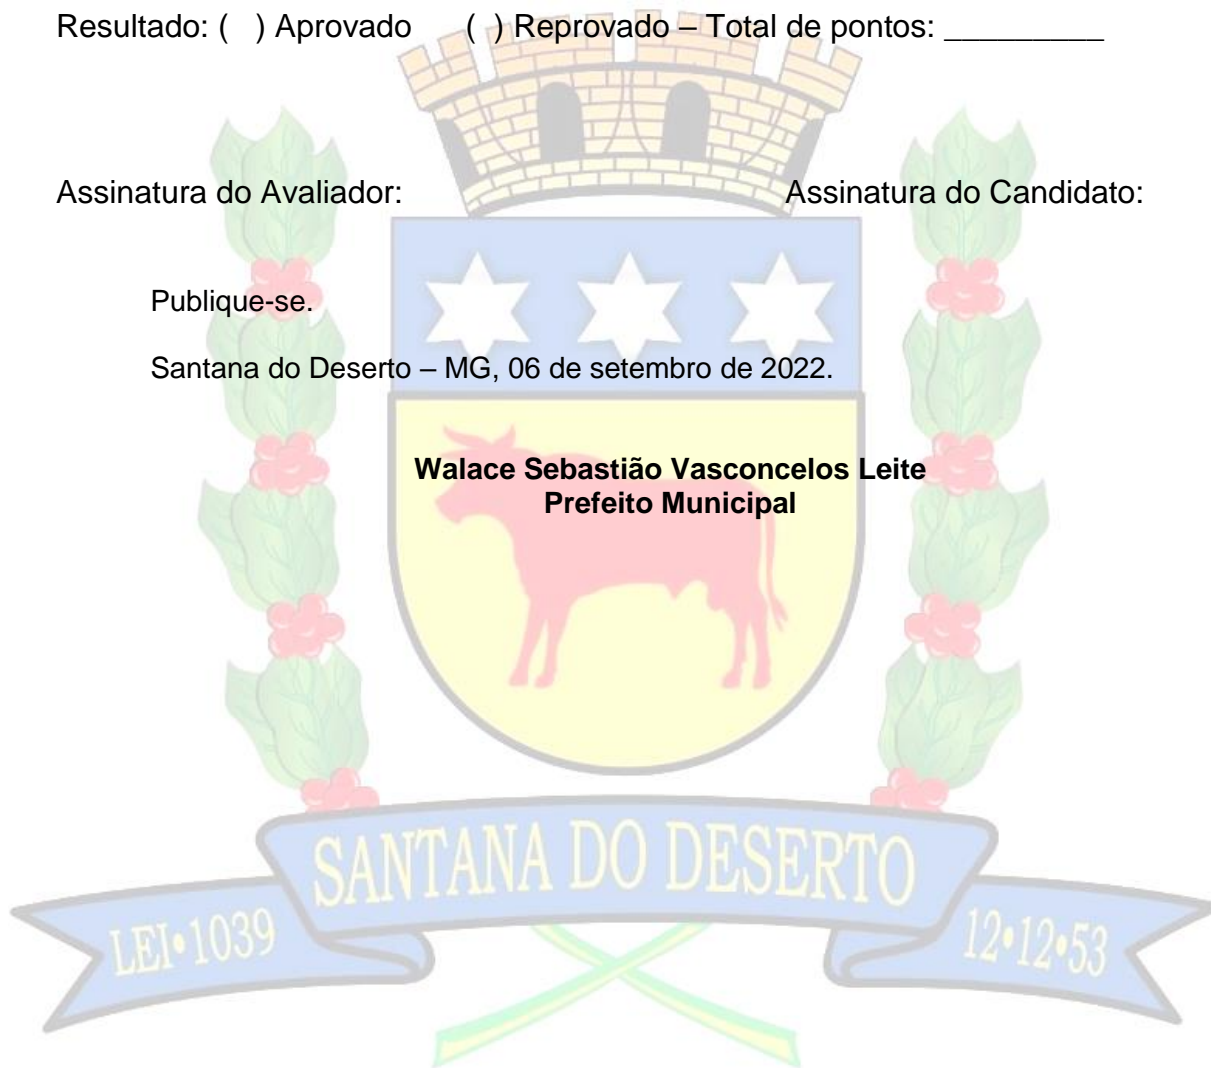 Resultado: (   ) Aprovado      (  ) Reprovado – Total de pontos: _________
Assinatura do Avaliador: Assinatura do Candidato:
Publique-se.
Santana do Deserto – MG, 06 de setembro de 2022.
Walace Sebastião Vasconcelos Leite
Prefeito Municipal
SANTANA DO DESERTO
LEI•1039 12•12•53